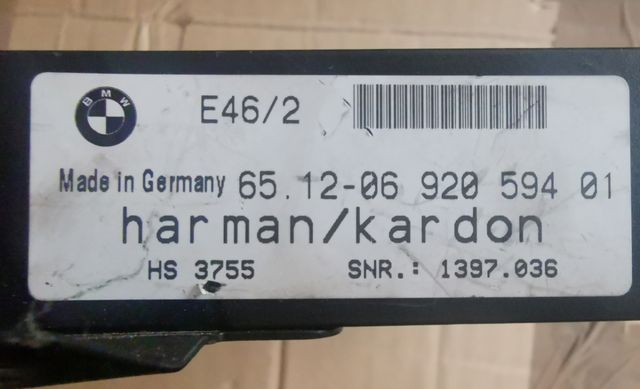 BMW
E46/2
Made in Germany 65.12-06 920 594 01
harman/kardon
HS 3755 SNR.: 1397.036